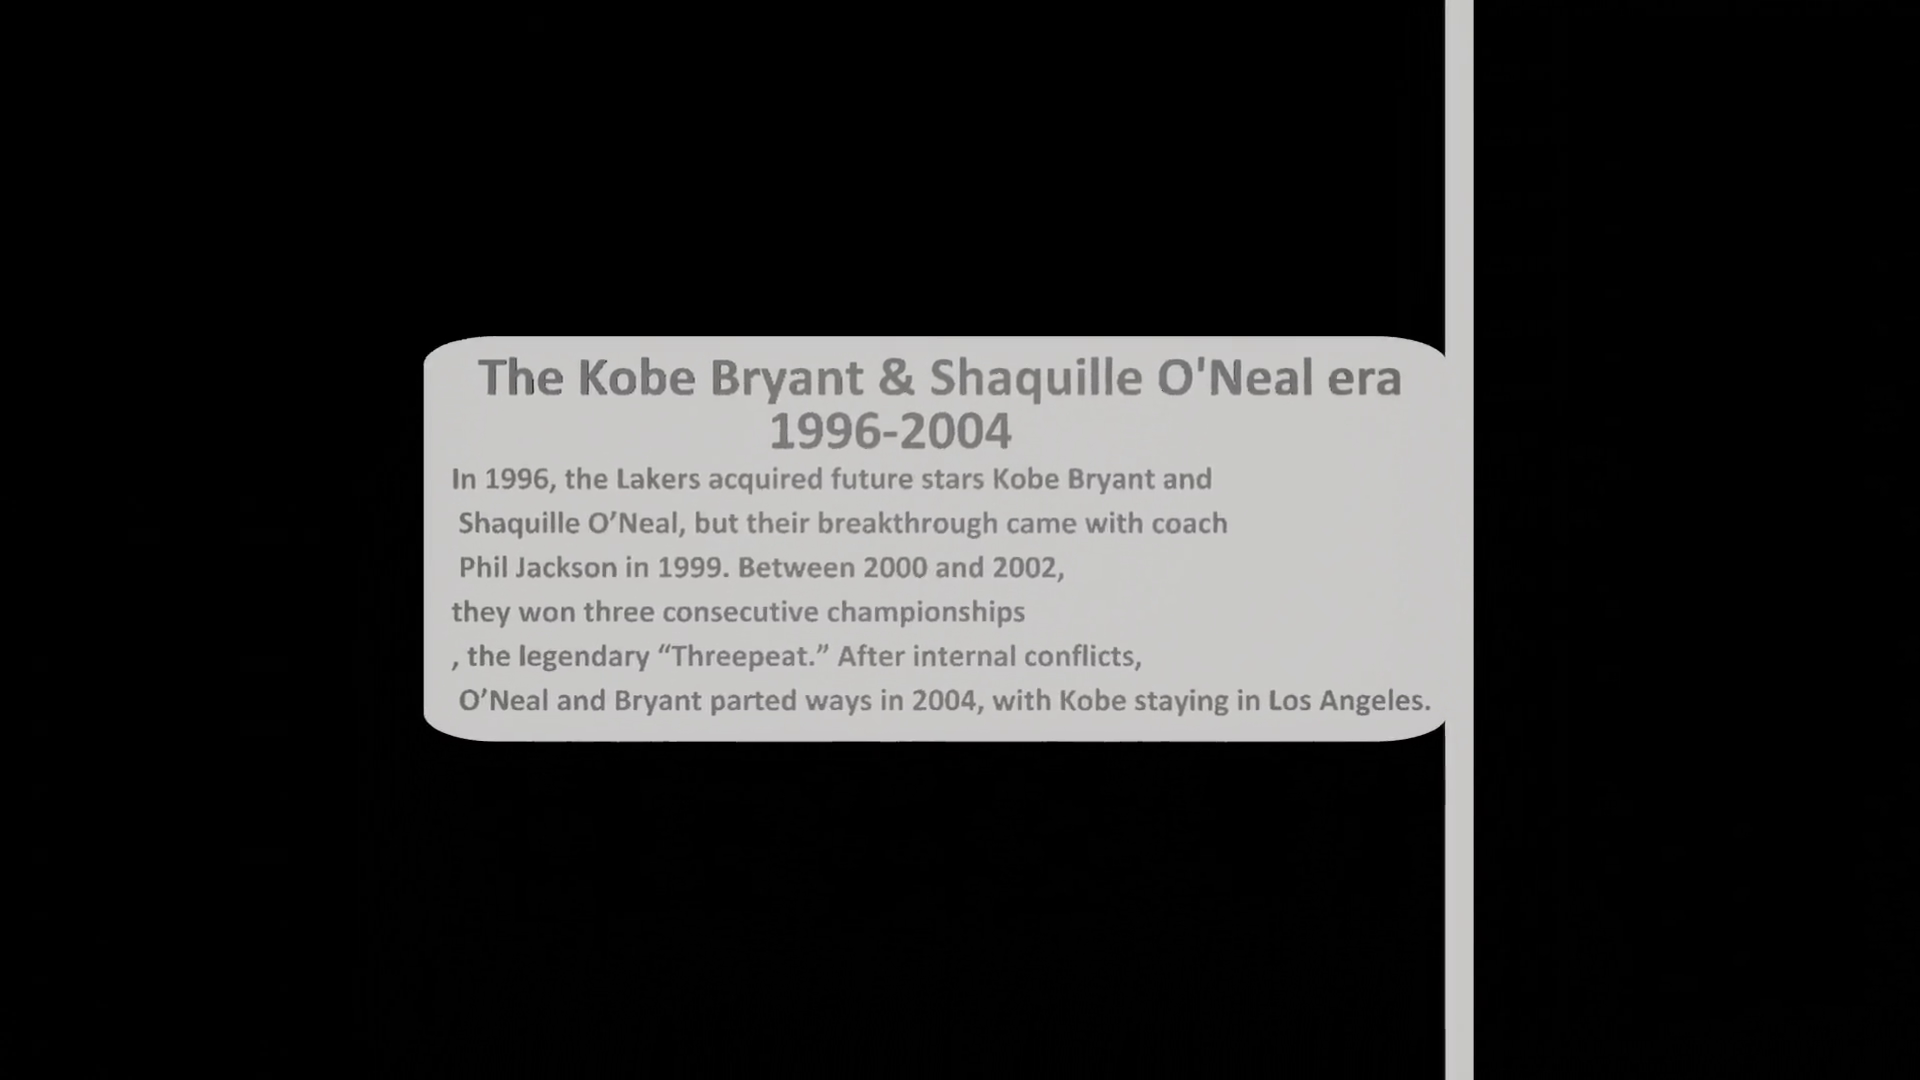 The Kobe Bryant & Shaquille O'Neal era
1996-2004
In 1996, the Lakers acquired future stars Kobe Bryant and
Shaquille O’Neal, but their breakthrough came with coach
Phil Jackson in 1999. Between 2000 and 2002,
they won three consecutive championships
, the legendary “Threepeat.” After internal conflicts,
O’Neal and Bryant parted ways in 2004, with Kobe staying in Los Angeles.